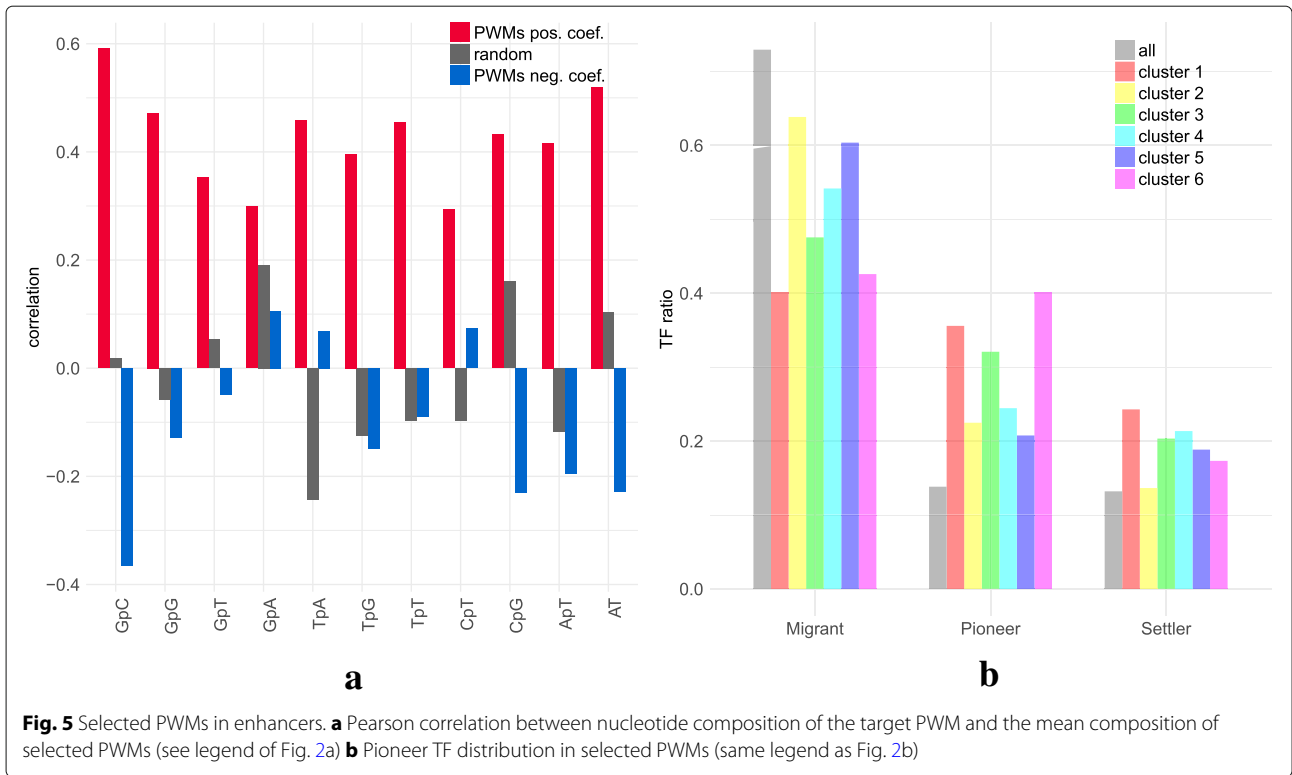 PWMs pos. coef.
random
PWMs neg. coef.
0.6
0.4
0.2
0.0
−0.2
−0.4
correlation
GpC
GpG
GpT
GpA
TpA
TpG
TpT
CpT
CpG
ApT
AT
a
all
cluster 1
cluster 2
cluster 3
cluster 4
cluster 5
cluster 6
0.6
0.4
0.2
0.0
TF ratio
Migrant
Pioneer
Settler
b
Fig. 5 Selected PWMs in enhancers. a Pearson correlation between nucleotide composition of the target PWM and the mean composition of
selected PWMs (see legend of Fig. 2a) b Pioneer TF distribution in selected PWMs (same legend as Fig. 2b)